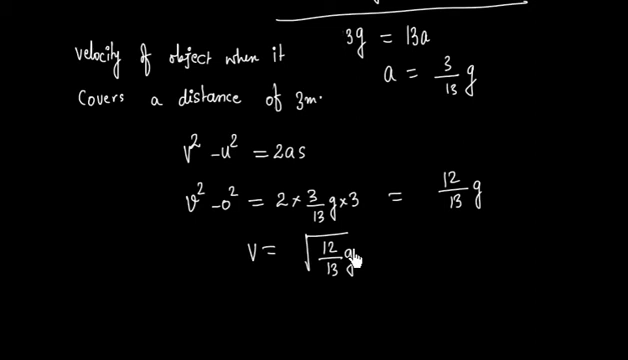 3g = 13a
a = 3/13 g
velocity of object when it
Covers a distance of 3m.
v² - u² = 2as
v² - 0² = 2 × 3/13 g × 3 = 12/13 g
v = √(12/13 g)